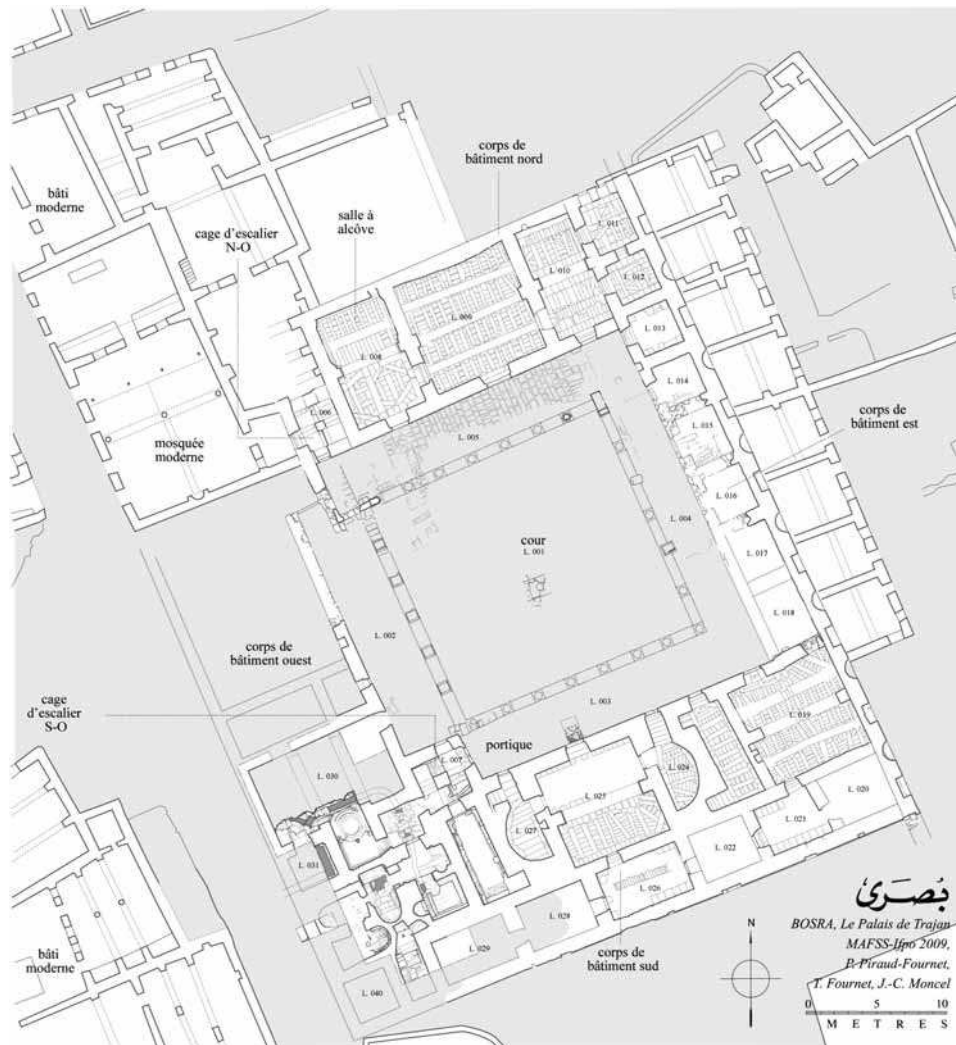 corps de
bâtiment nord
bâti
moderne
cage d'escalier
N-O
salle à
alcôve
L. 011
L. 010
L. 012
L. 009
L. 008
L. 013
L. 014
L. 006
L. 005
L. 015
corps de
bâtiment est
mosquée
moderne
L. 016
L. 004
cour
L. 001
L. 017
L. 018
L. 002
corps de
bâtiment ouest
cage
d'escalier
S-O
L. 003
L. 019
portique
L. 007
L. 024
L. 030
L. 025
L. 020
L. 021
L. 027
L. 022
L. 031
L. 026
L. 028
L. 029
corps de
bâtiment sud
bâti
moderne
L. 040
بُصرى
BOSRA, Le Palais de Trajan
MAFSS-Ifpo 2009,
P. Piraud-Fournet,
T. Fournet, J.-C. Moncel
N
0 5 10
METRES